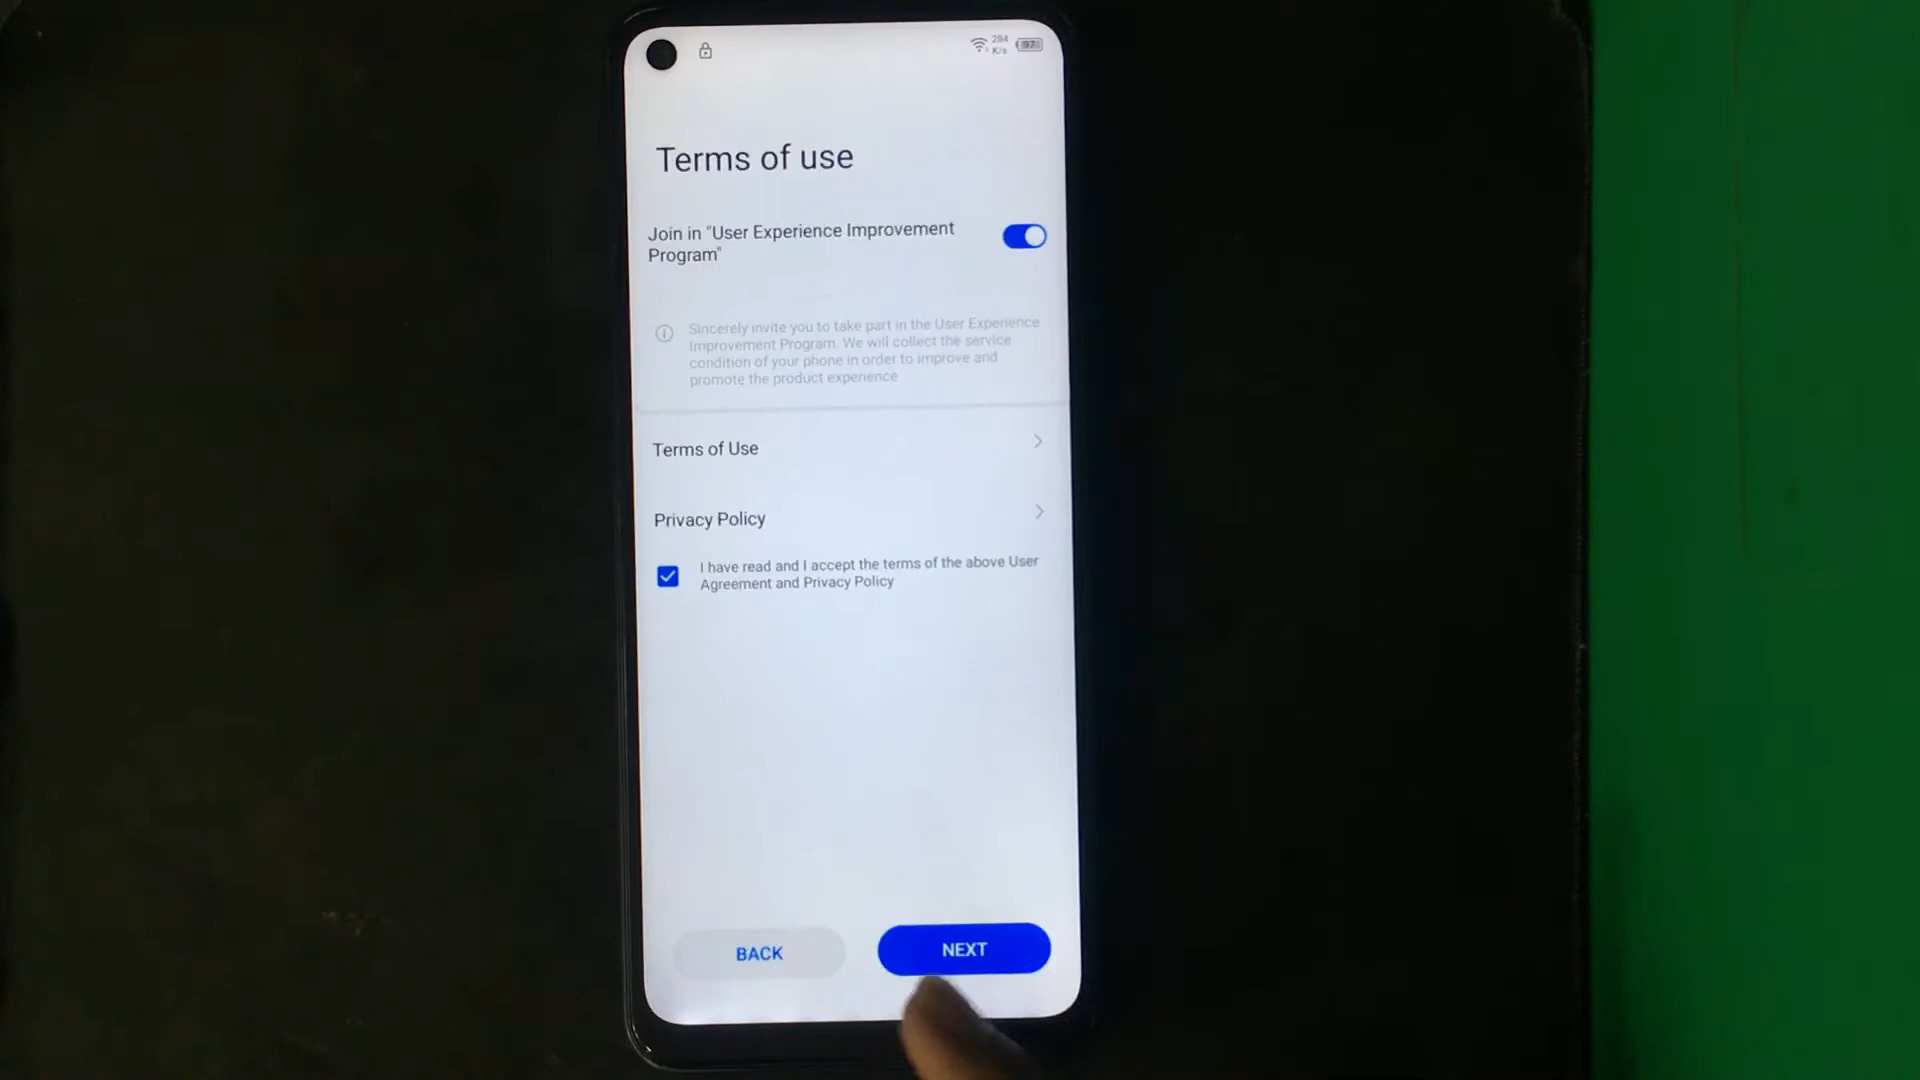 294
K/s
97
Terms of use
Join in "User Experience Improvement
Program"
Sincerely invite you to take part in the User Experience
Improvement Program. We will collect the service
condition of your phone in order to improve and
promote the product experience
Terms of Use
Privacy Policy
I have read and I accept the terms of the above User
Agreement and Privacy Policy
BACK
NEXT